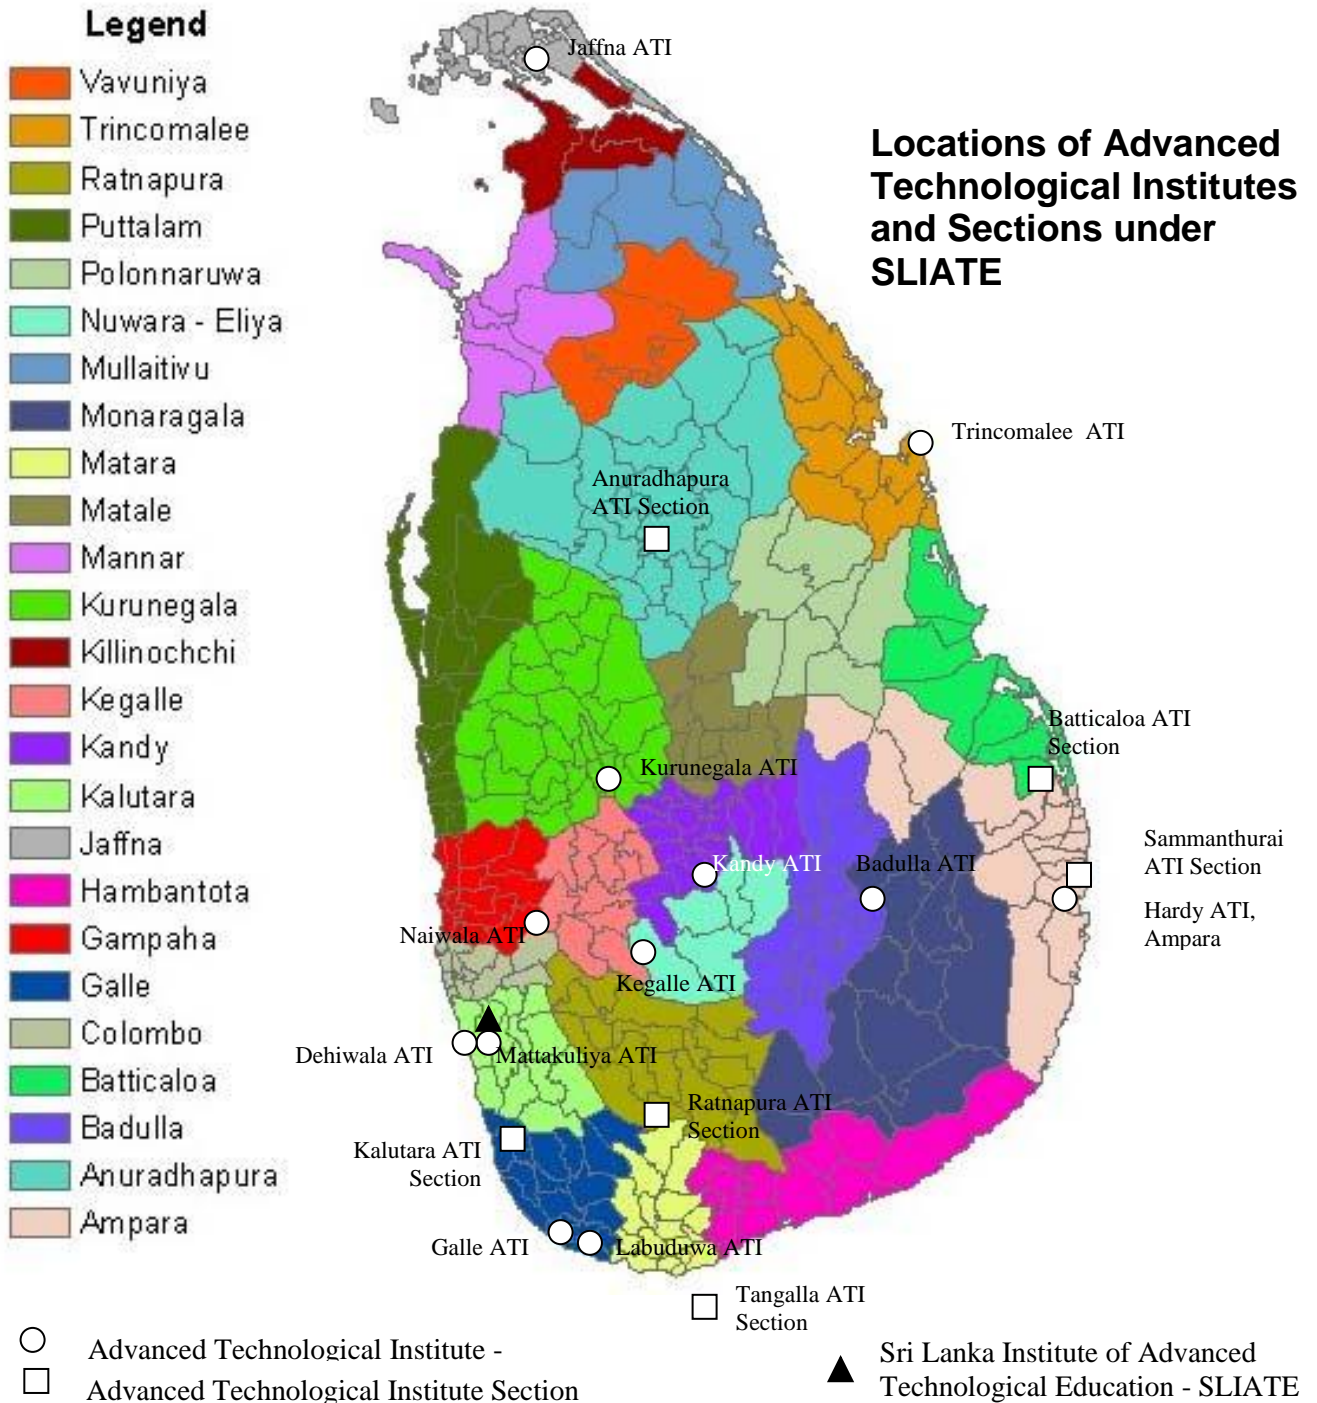 Legend
Vavuniya
Trincomalee
Ratnapura
Puttalam
Polonnaruwa
Nuwara - Eliya
Mullaitivu
Monaragala
Matara
Matale
Mannar
Kurunegala
Killinochchi
Kegalle
Kandy
Kalutara
Jaffna
Hambantota
Gampaha
Galle
Colombo
Batticaloa
Badulla
Anuradhapura
Ampara
Locations of Advanced
Technological Institutes
and Sections under
SLIATE
Jaffna ATI
Trincomalee ATI
Anuradhapura
ATI Section
Batticaloa ATI
Section
Kurunegala ATI
Sammanthurai
ATI Section
Kandy ATI
Badulla ATI
Hardy ATI,
Ampara
Naiwala ATI
Kegalle ATI
Dehiwala ATI
Mattakuliya ATI
Ratnapura ATI
Section
Kalutara ATI
Section
Galle ATI
Labuduwa ATI
Tangalla ATI
Section
Advanced Technological Institute -
Advanced Technological Institute Section
Sri Lanka Institute of Advanced
Technological Education - SLIATE